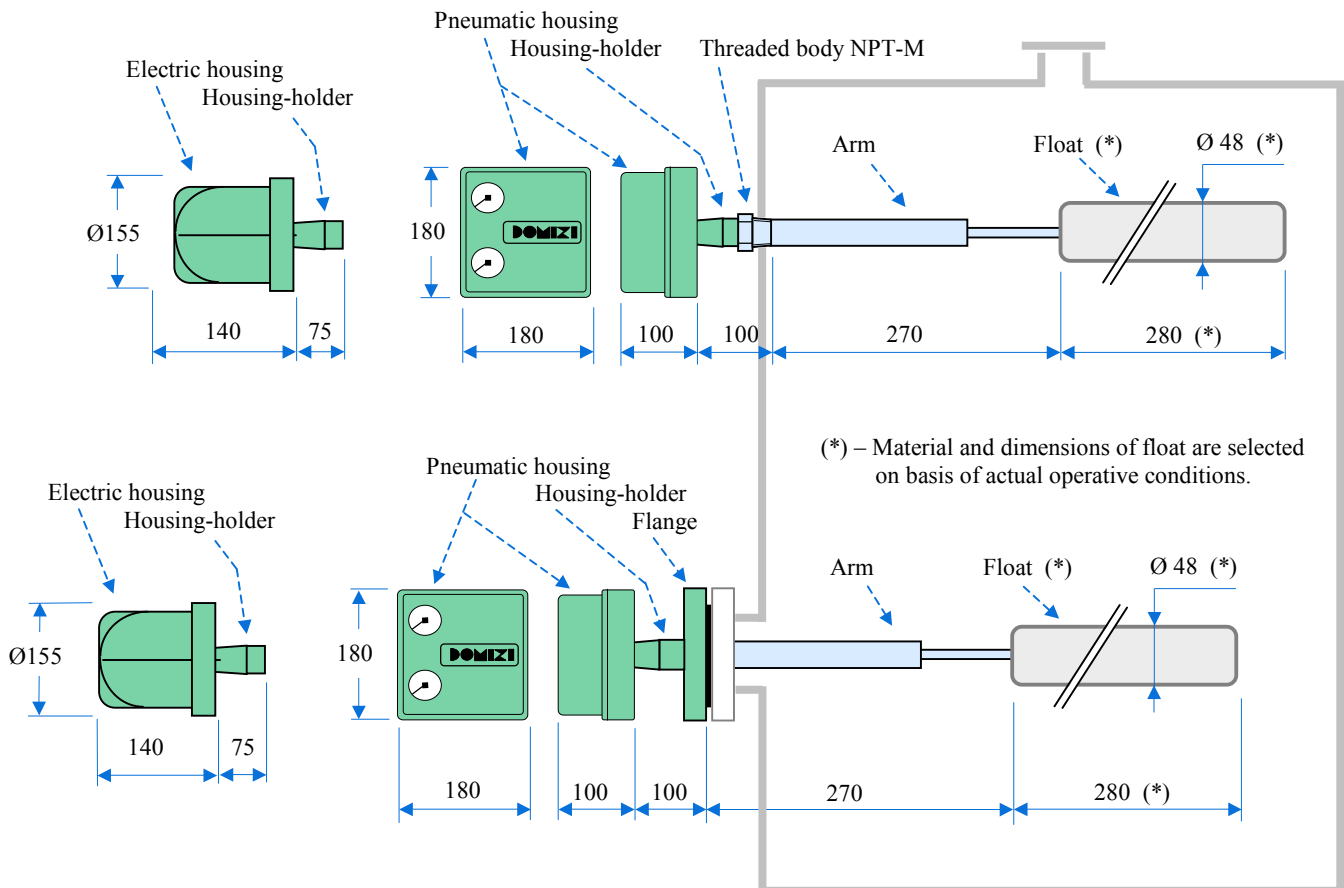 Pneumatic housing
Housing-holder
Threaded body NPT-M
Electric housing
Housing-holder
Arm
Float (*)
Ø 48 (*)
Ø155
180
DOMIZI
140
75
180
100
100
270
280 (*)
(*) – Material and dimensions of float are selected
on basis of actual operative conditions.
Pneumatic housing
Housing-holder
Flange
Electric housing
Housing-holder
Arm
Float (*)
Ø 48 (*)
Ø155
180
DOMIZI
140
75
180
100
100
270
280 (*)